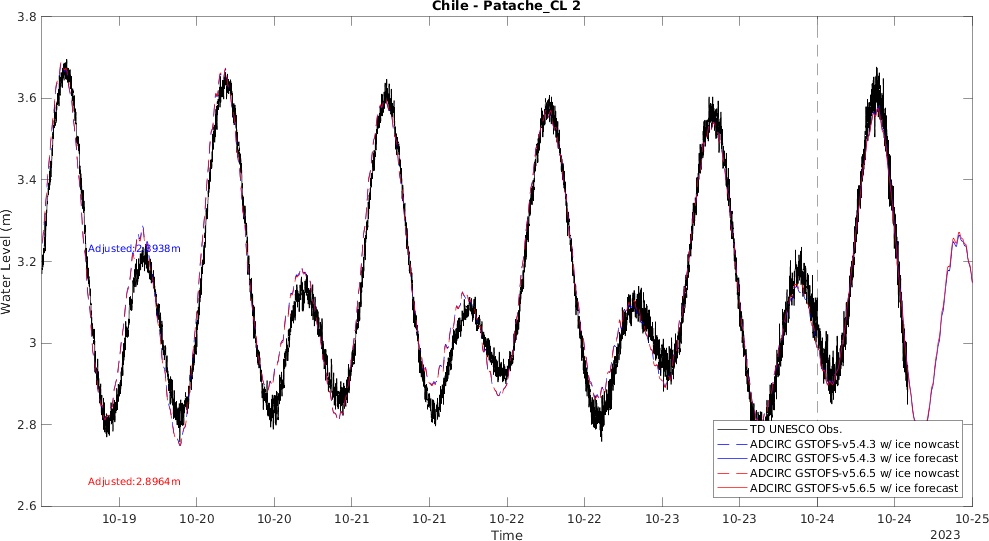 Chile - Patache_CL 2
3.8
3.6
3.4
3.2
3
2.8
2.6
Water Level (m)
Adjusted:2.8938m
Adjusted:2.8964m
TD UNESCO Obs.
ADCIRC GSTOFS-v5.4.3 w/ ice nowcast
ADCIRC GSTOFS-v5.4.3 w/ ice forecast
ADCIRC GSTOFS-v5.6.5 w/ ice nowcast
ADCIRC GSTOFS-v5.6.5 w/ ice forecast
10-19 10-20 10-20 10-21 10-21 10-22 10-22 10-23 10-23 10-24 10-24 10-25
Time
2023